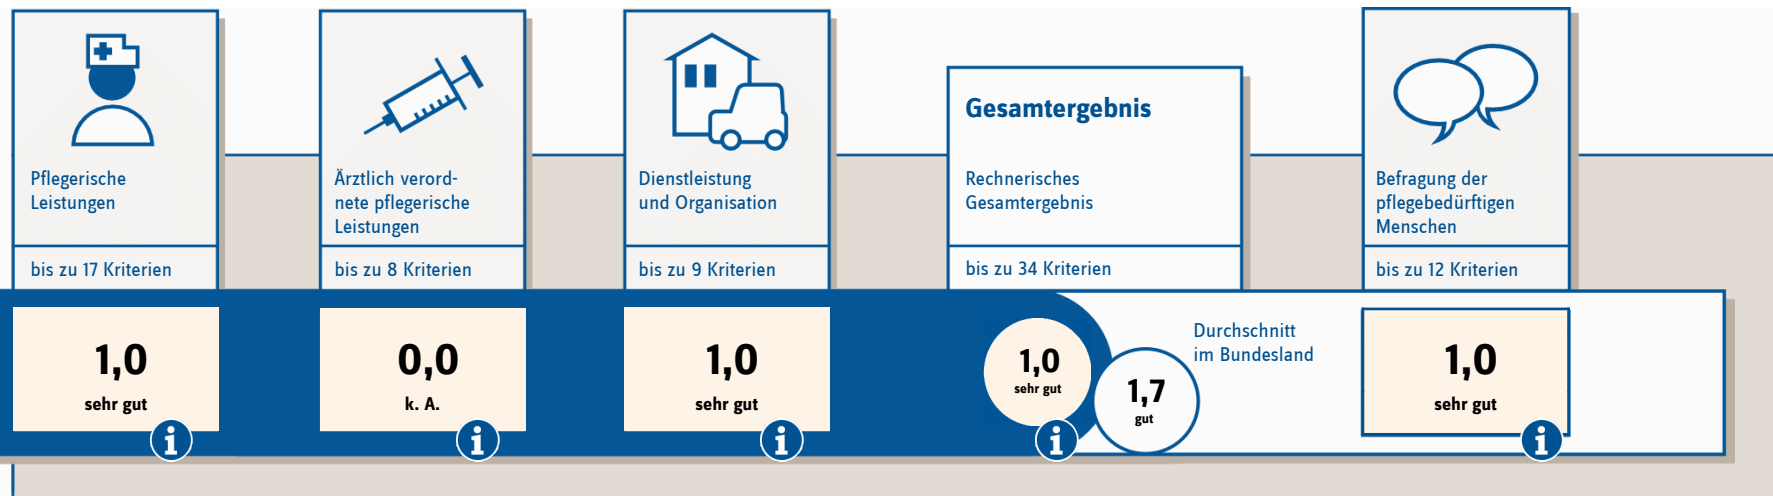 Pflegerische
Leistungen
bis zu 17 Kriterien
1,0
sehr gut
i
Ärztlich verord-
nete pflegerische
Leistungen
bis zu 8 Kriterien
0,0
k. A.
i
Dienstleistung
und Organisation
bis zu 9 Kriterien
1,0
sehr gut
i
Gesamtergebnis
Rechnerisches
Gesamtergebnis
bis zu 34 Kriterien
1,0
sehr gut
i
1,7
gut
Durchschnitt
im Bundesland
Befragung der
pflegebedürftigen
Menschen
bis zu 12 Kriterien
1,0
sehr gut
i